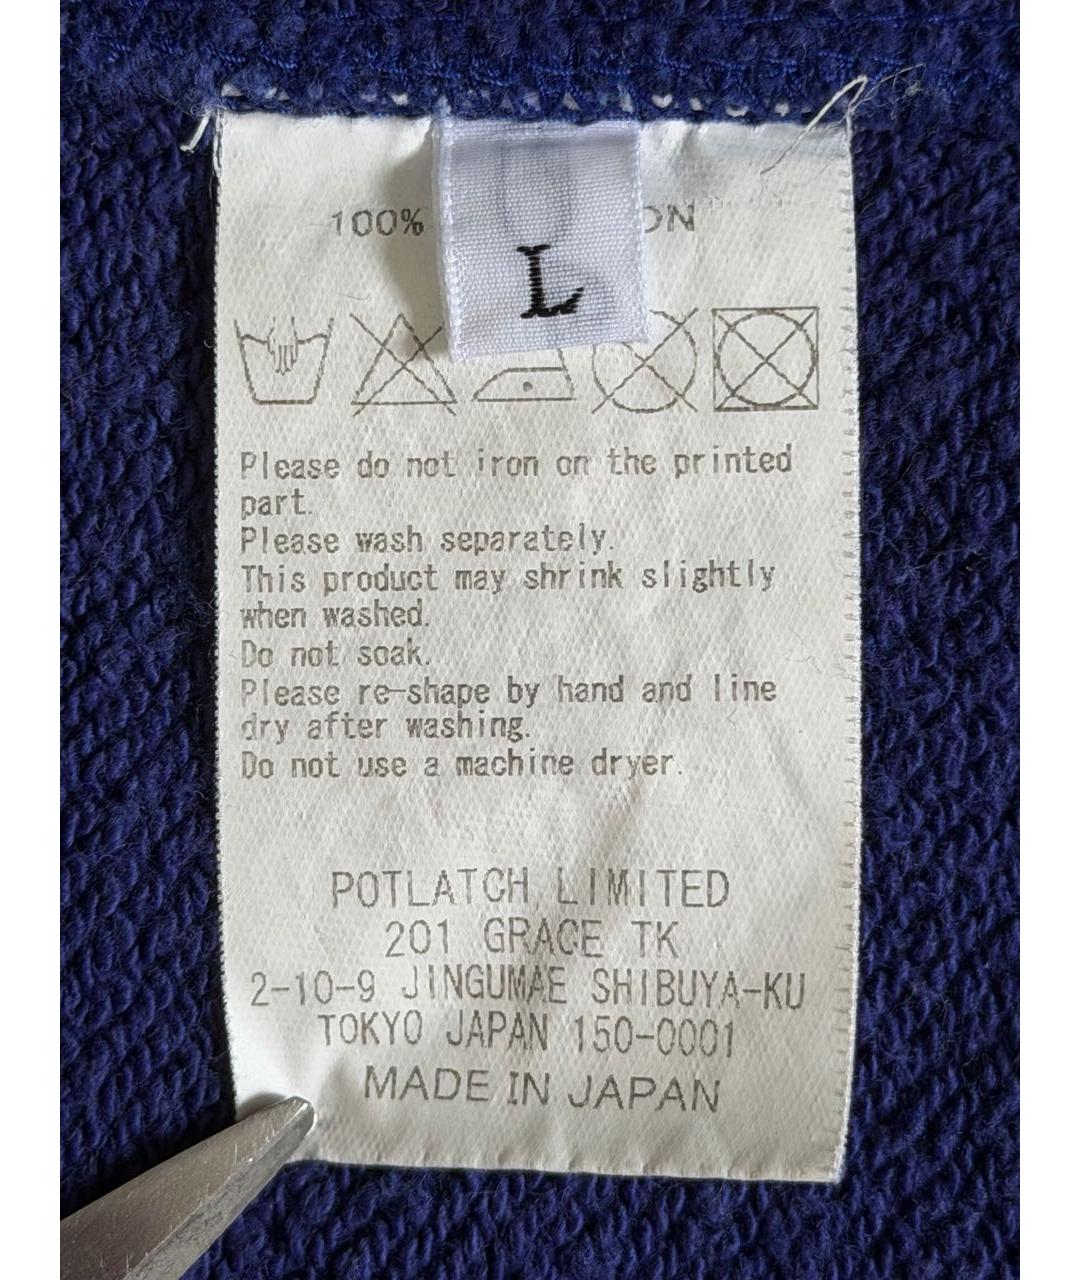 100%
L
Please do not iron on the printed
part.
Please wash separately.
This product may shrink slightly
when washed.
Do not soak.
Please re-shape by hand and line
dry after washing.
Do not use a machine dryer.
POTLATCH LIMITED
201 GRACE TK
2-10-9 JINGUMAE SHIBUYA-KU
TOKYO JAPAN 150-0001
MADE IN JAPAN